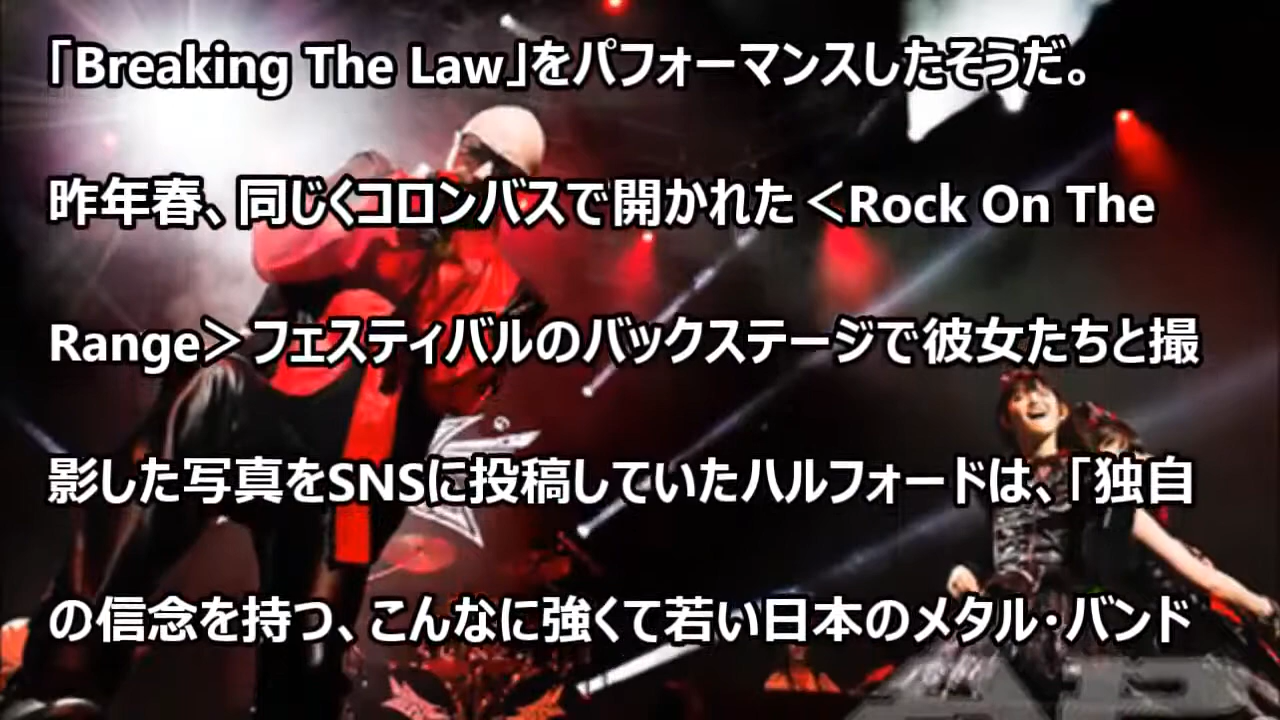 「Breaking The Law」をパフォーマンスしたそうだ。
昨年春、同じくコロンバスで開かれた＜Rock On The
Range＞フェスティバルのバックステージで彼女たちと撮
影した写真をSNSに投稿していたハルフォードは、「独自
の信念を持つ、こんなに強くて若い日本のメタル・バンド